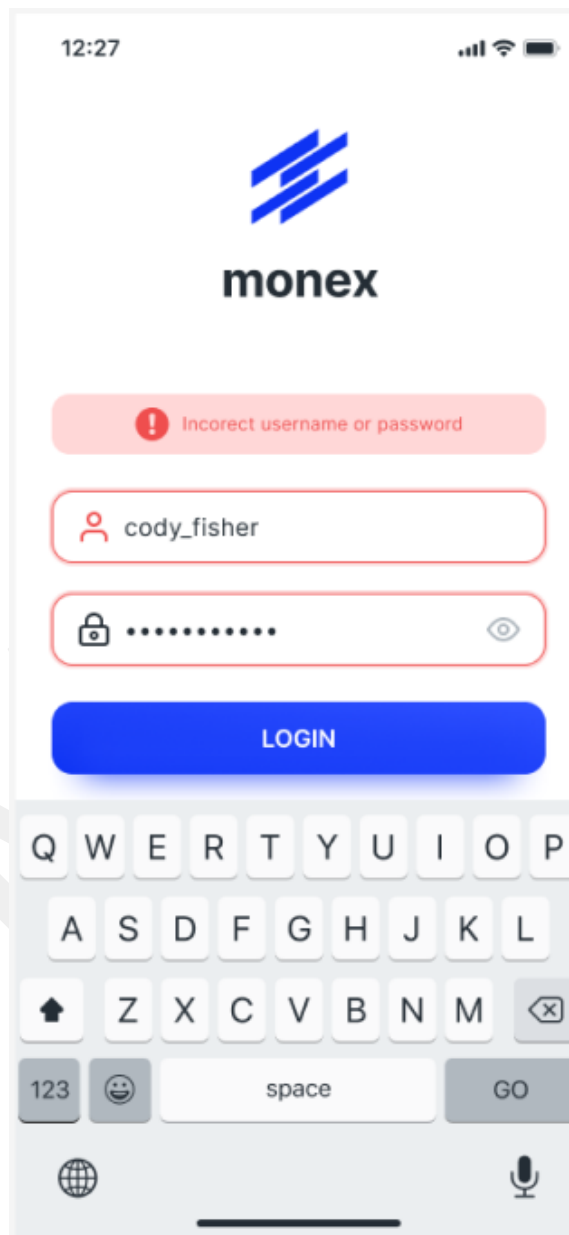 12:27
monex
Incorect username or password
cody_fisher
LOGIN
Q W E R T Y U I O P
A S D F G H J K L
Z X C V B N M
123 space GO